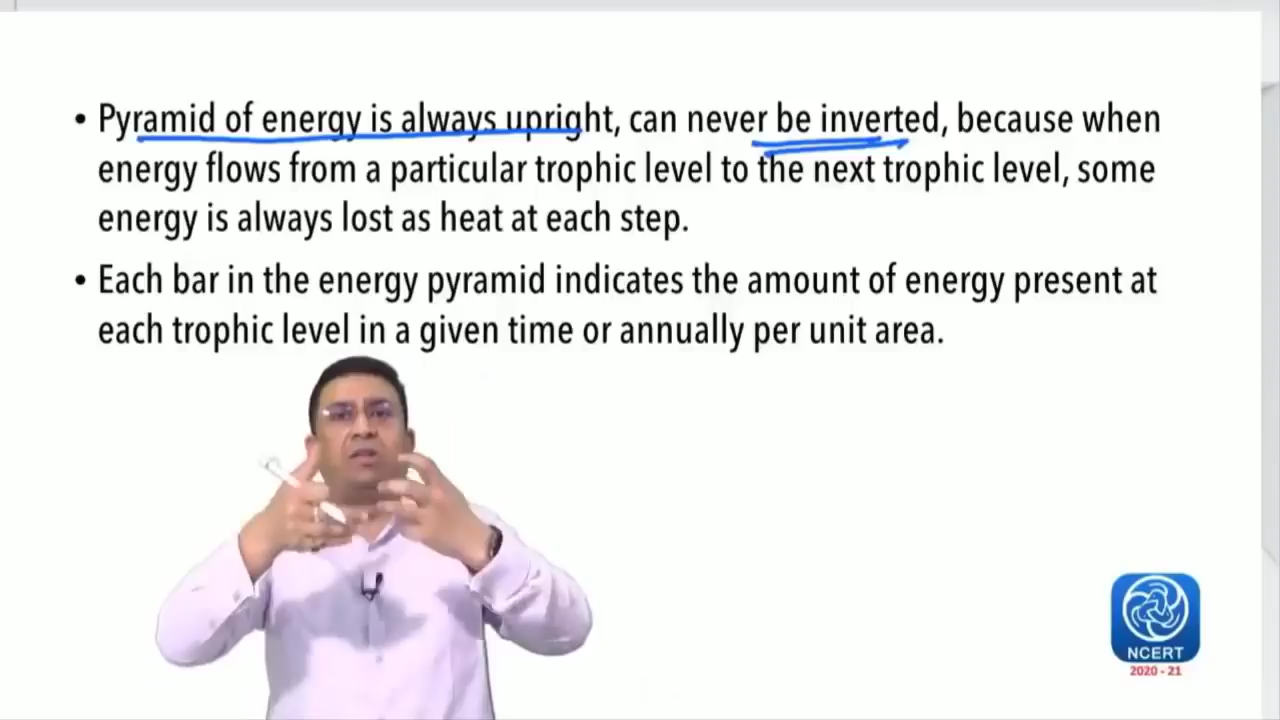 • Pyramid of energy is always upright, can never be inverted, because when
energy flows from a particular trophic level to the next trophic level, some
energy is always lost as heat at each step.
• Each bar in the energy pyramid indicates the amount of energy present at
each trophic level in a given time or annually per unit area.
NCERT
2020 - 21